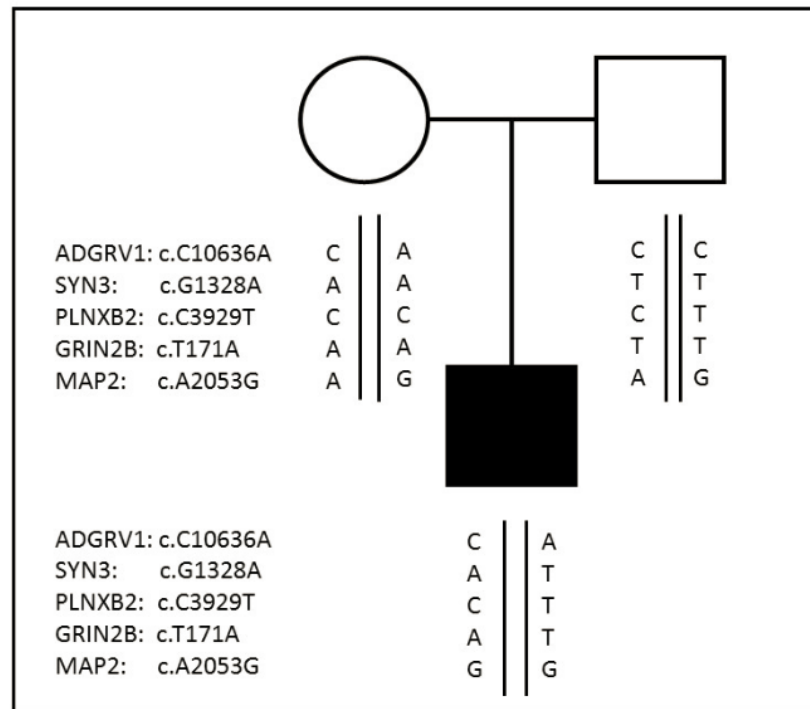 ADGRV1: c.C10636A C A C C
SYN3: c.G1328A A A T T
PLNXB2: c.C3929T C C C T
GRIN2B: c.T171A A A T T
MAP2: c.A2053G A G A G
ADGRV1: c.C10636A C A
SYN3: c.G1328A A T
PLNXB2: c.C3929T C T
GRIN2B: c.T171A A T
MAP2: c.A2053G G G